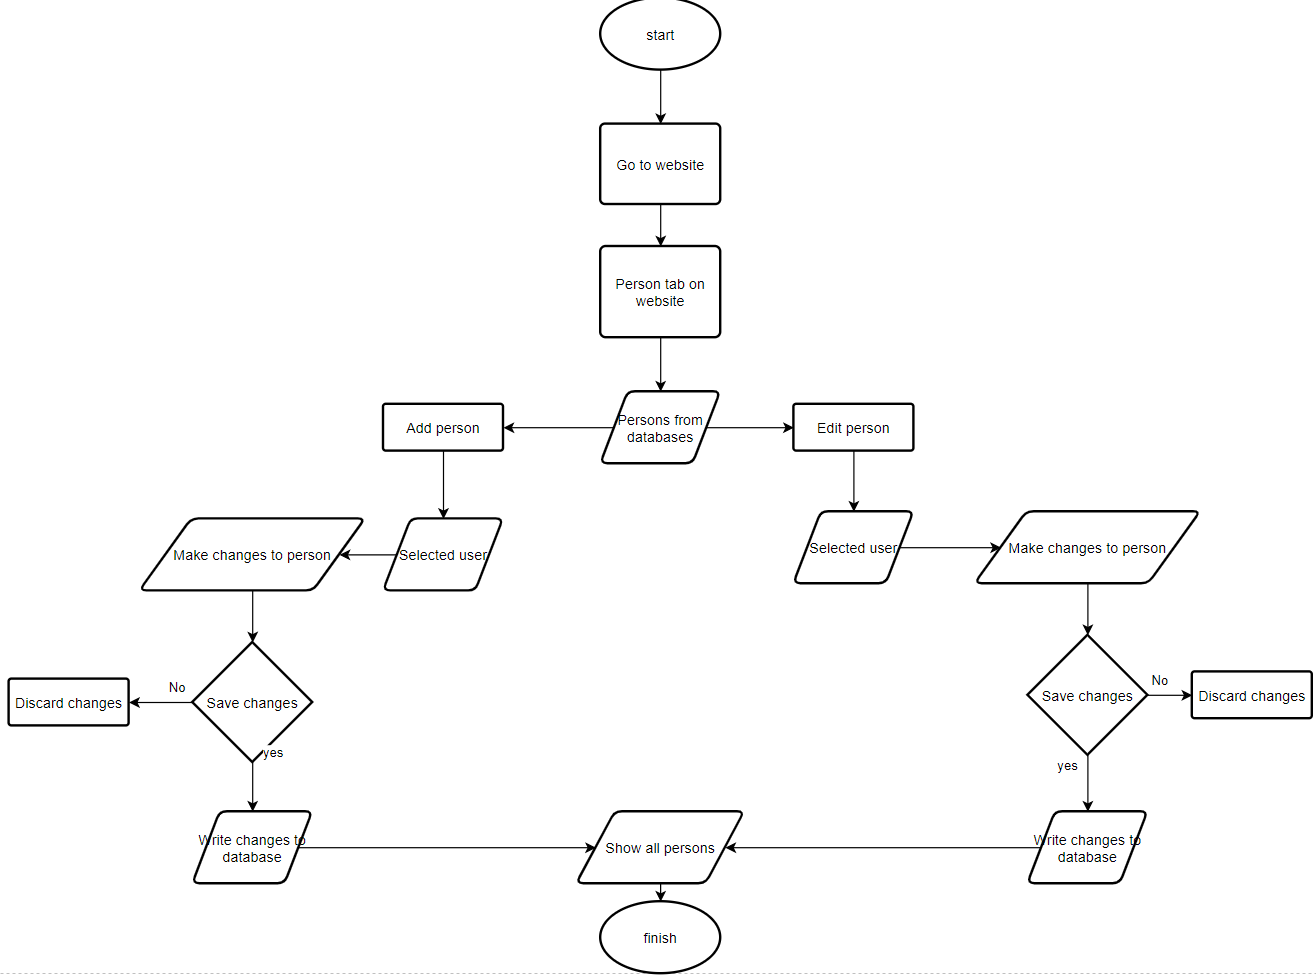 start
Go to website
Person tab on
website
Persons from
databases
Add person
Edit person
Make changes to person
Selected user
Selected user
Make changes to person
Discard changes
No
Save changes
yes
Save changes
No
Discard changes
yes
Write changes to
database
Show all persons
Write changes to
database
finish